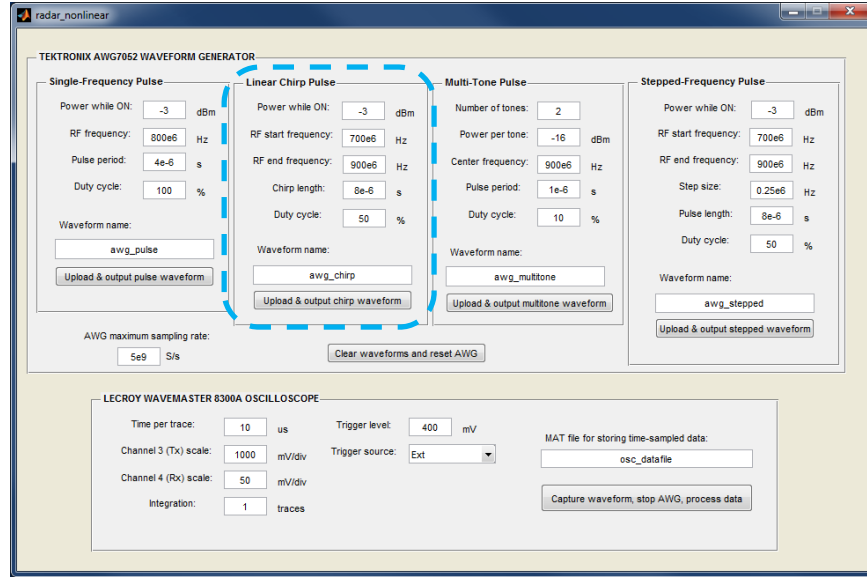 radar_nonlinear
TEKTRONIX AWG7052 WAVEFORM GENERATOR
Single-Frequency Pulse
Power while ON: -3 dBm
RF frequency: 800e6 Hz
Pulse period: 4e-6 s
Duty cycle: 100 %
Waveform name:
awg_pulse
Upload & output pulse waveform
Linear Chirp Pulse
Power while ON: -3 dBm
RF start frequency: 700e6 Hz
RF end frequency: 900e6 Hz
Chirp length: 8e-6 s
Duty cycle: 50 %
Waveform name:
awg_chirp
Upload & output chirp waveform
Multi-Tone Pulse
Number of tones: 2
Power per tone: -16 dBm
Center frequency: 900e6 Hz
Pulse period: 1e-6 s
Duty cycle: 10 %
Waveform name:
awg_multitone
Upload & output multitone waveform
Stepped-Frequency Pulse
Power while ON: -3 dBm
RF start frequency: 700e6 Hz
RF end frequency: 900e6 Hz
Step size: 0.25e6 Hz
Pulse length: 8e-6 s
Duty cycle: 50 %
Waveform name:
awg_stepped
Upload & output stepped waveform
AWG maximum sampling rate:
5e9 S/s
Clear waveforms and reset AWG
LECROY WAVEMASTER 8300A OSCILLOSCOPE
Time per trace: 10 us
Channel 3 (Tx) scale: 1000 mV/div
Channel 4 (Rx) scale: 50 mV/div
Integration: 1 traces
Trigger level: 400 mV
Trigger source: Ext
MAT file for storing time-sampled data:
osc_datafile
Capture waveform, stop AWG, process data